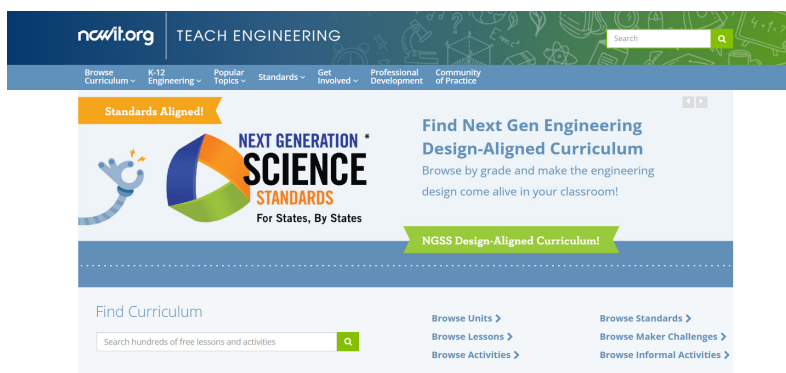 ncwit.org
TEACH ENGINEERING
Search
Browse
Curriculum
K-12
Engineering
Popular
Topics
Standards
Get
Involved
Professional
Development
Community
of Practice
Standards Aligned!
NEXT GENERATION *
SCIENCE
STANDARDS
For States, By States
Find Next Gen Engineering
Design-Aligned Curriculum
Browse by grade and make the engineering
design come alive in your classroom!
NGSS Design-Aligned Curriculum!
Find Curriculum
Search hundreds of free lessons and activities
Browse Units
Browse Lessons
Browse Activities
Browse Standards
Browse Maker Challenges
Browse Informal Activities